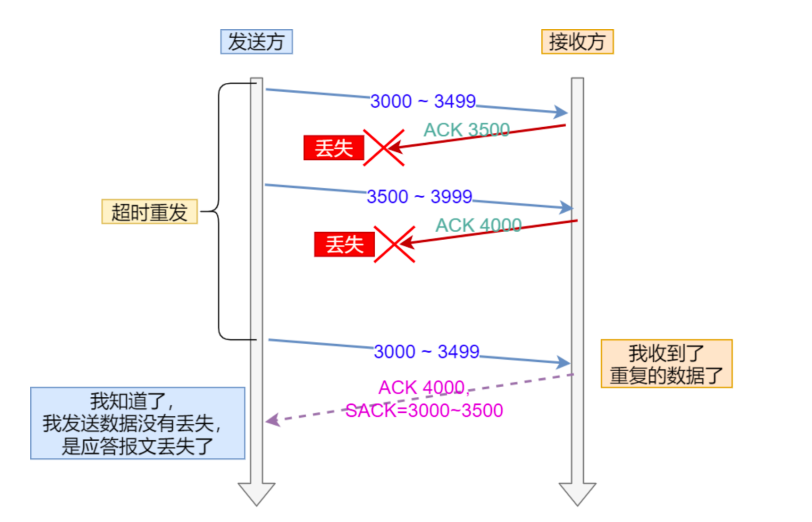 发送方
接收方
3000 ~ 3499
ACK 3500
丢失
3500 ~ 3999
超时重发
ACK 4000
丢失
3000 ~ 3499
我收到了
重复的数据了
ACK 4000,
SACK=3000~3500
我知道了,
我发送数据没有丢失,
是应答报文丢失了